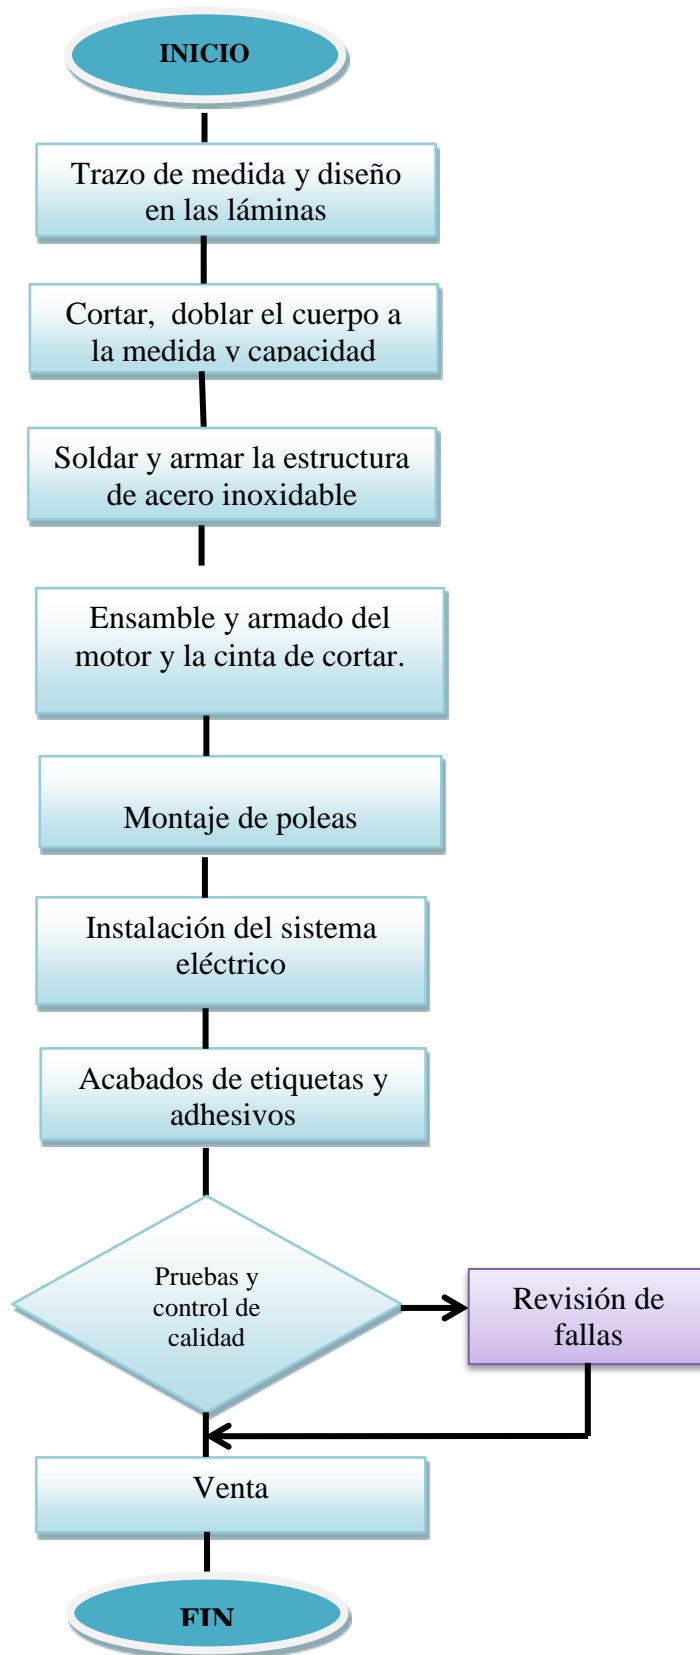 INICIO
Trazo de medida y diseño
en las láminas
Cortar, doblar el cuerpo a
la medida y capacidad
Soldar y armar la estructura
de acero inoxidable
Ensamble y armado del
motor y la cinta de cortar.
Montaje de poleas
Instalación del sistema
eléctrico
Acabados de etiquetas y
adhesivos
Pruebas y
control de
calidad
Revisión de
fallas
Venta
FIN